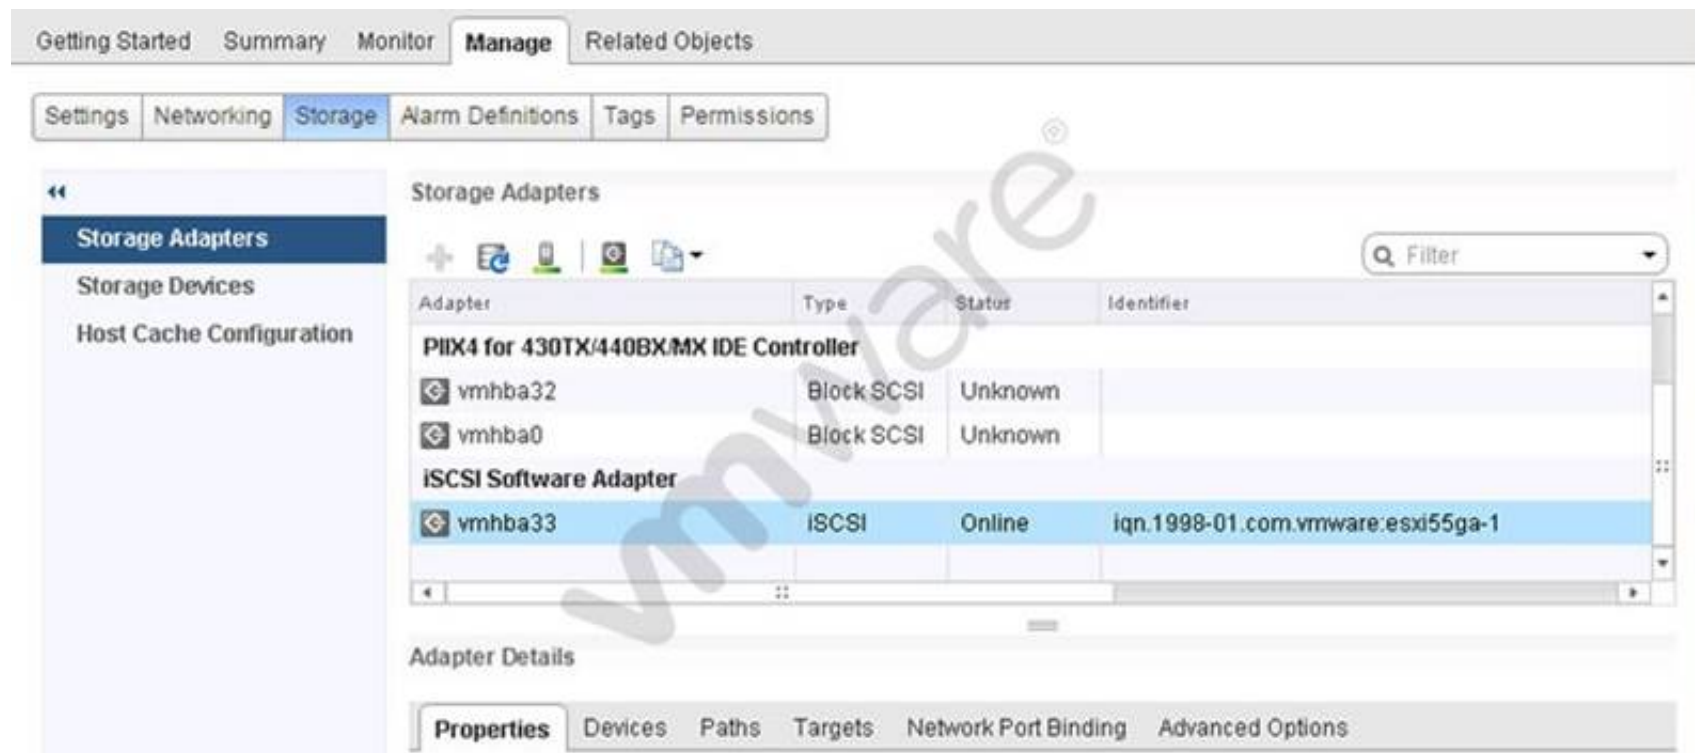 Getting Started Summary Monitor Manage Related Objects
Settings Networking Storage Alarm Definitions Tags Permissions
Storage Adapters
Storage Devices
Host Cache Configuration
Storage Adapters
Filter
Adapter Type Status Identifier
PIIX4 for 430TX/440BX/MX IDE Controller
vmhba32 Block SCSI Unknown
vmhba0 Block SCSI Unknown
iSCSI Software Adapter
vmhba33 iSCSI Online iqn.1998-01.com.vmware:esxi55ga-1
vmware
Adapter Details
Properties Devices Paths Targets Network Port Binding Advanced Options